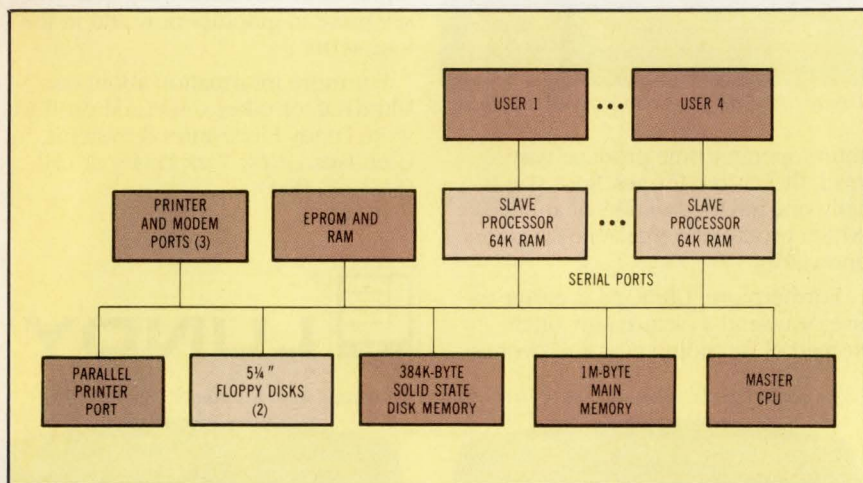 USER 1
USER 4
PRINTER
AND MODEM
PORTS (3)
EPROM AND
RAM
SLAVE
PROCESSOR
64K RAM
SLAVE
PROCESSOR
64K RAM
SERIAL PORTS
PARALLEL
PRINTER
PORT
5¼"
FLOPPY DISKS
(2)
384K-BYTE
SOLID STATE
DISK MEMORY
1M-BYTE
MAIN
MEMORY
MASTER
CPU